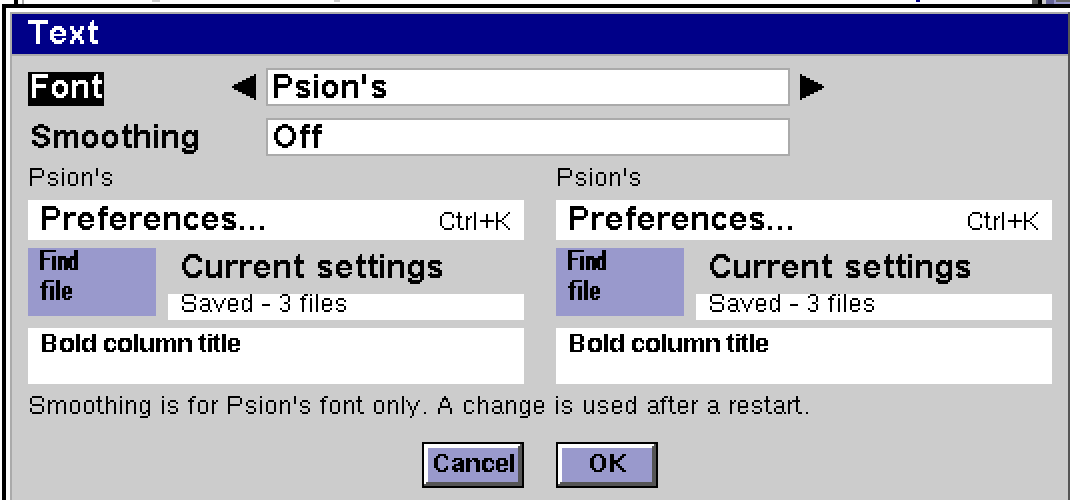 Text
Font Psion's
Smoothing Off
Psion's Psion's
Preferences... Ctrl+K Preferences... Ctrl+K
Find file Current settings Find file Current settings
Saved - 3 files Saved - 3 files
Bold column title Bold column title
Smoothing is for Psion's font only. A change is used after a restart.
Cancel OK